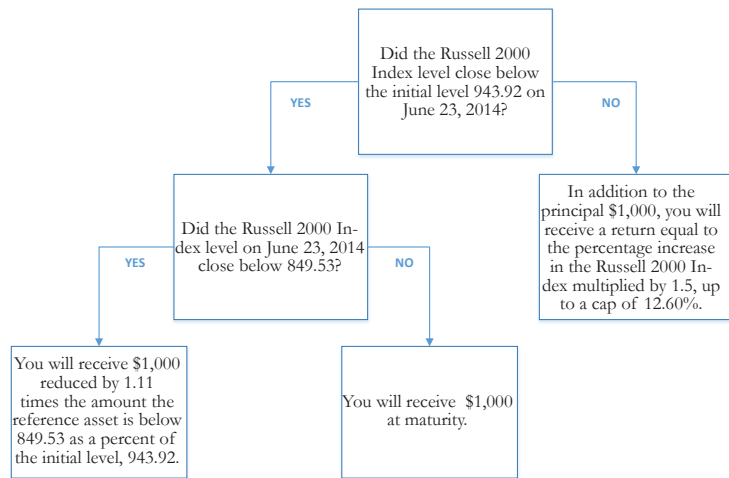 Did the Russell 2000
Index level close below
the initial level 943.92 on
June 23, 2014?
YES
NO
Did the Russell 2000 In-
dex level on June 23, 2014
close below 849.53?
In addition to the
principal $1,000, you will
receive a return equal to
the percentage increase
in the Russell 2000 In-
dex multiplied by 1.5, up
to a cap of 12.60%.
YES
NO
You will receive $1,000
reduced by 1.11
times the amount the
reference asset is below
849.53 as a percent of
the initial level, 943.92.
You will receive $1,000
at maturity.